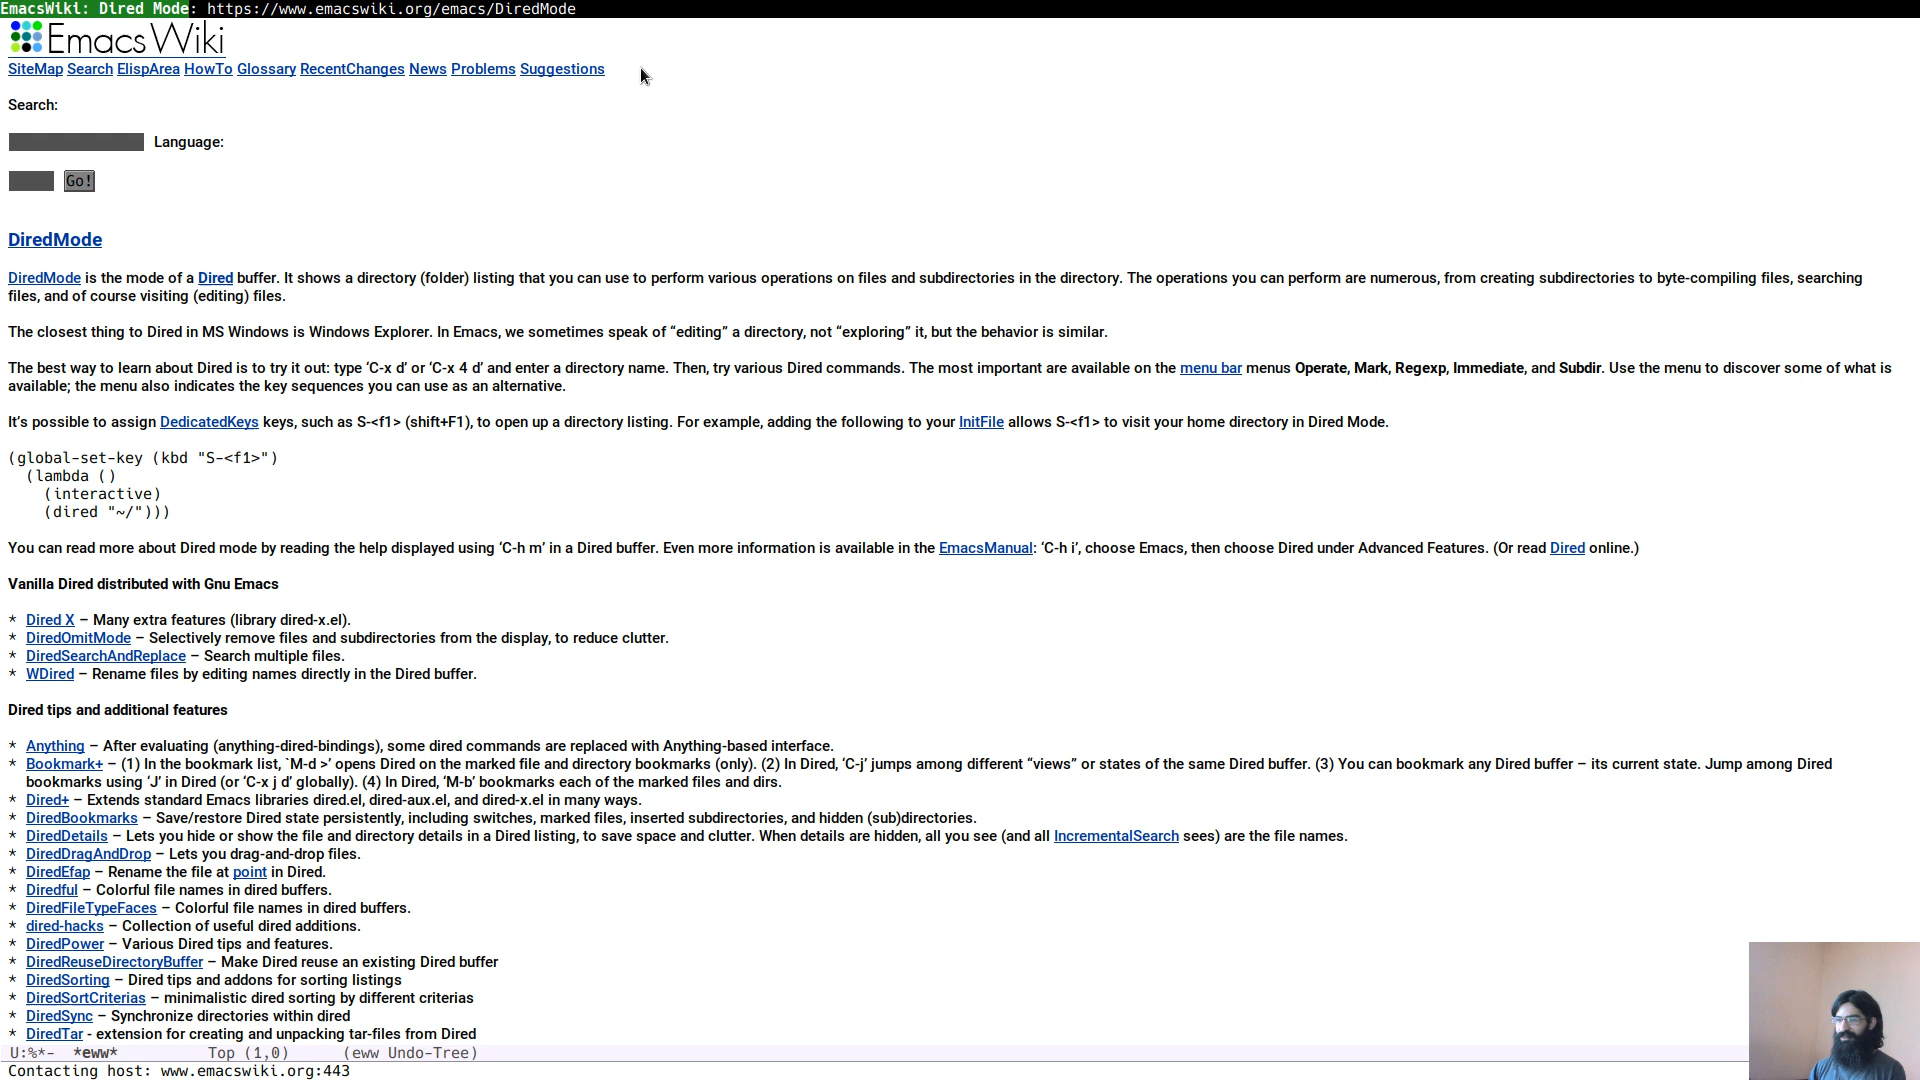 EmacsWiki: Dired Mode: https://www.emacswiki.org/emacs/DiredMode
EmacsWiki
SiteMap Search ElispArea HowTo Glossary RecentChanges News Problems Suggestions
Search:
Language:
Go!
DiredMode
DiredMode is the mode of a Dired buffer. It shows a directory (folder) listing that you can use to perform various operations on files and subdirectories in the directory. The operations you can perform are numerous, from creating subdirectories to byte-compiling files, searching
files, and of course visiting (editing) files.
The closest thing to Dired in MS Windows is Windows Explorer. In Emacs, we sometimes speak of “editing” a directory, not “exploring” it, but the behavior is similar.
The best way to learn about Dired is to try it out: type ‘C-x d’ or ‘C-x 4 d’ and enter a directory name. Then, try various Dired commands. The most important are available on the menu bar menus Operate, Mark, Regexp, Immediate, and Subdir. Use the menu to discover some of what is
available; the menu also indicates the key sequences you can use as an alternative.
It’s possible to assign DedicatedKeys keys, such as S-<f1> (shift+F1), to open up a directory listing. For example, adding the following to your InitFile allows S-<f1> to visit your home directory in Dired Mode.
(global-set-key (kbd "S-<f1>")
(lambda ()
(interactive)
(dired "~/")))
You can read more about Dired mode by reading the help displayed using ‘C-h m’ in a Dired buffer. Even more information is available in the EmacsManual: ‘C-h i’, choose Emacs, then choose Dired under Advanced Features. (Or read Dired online.)
Vanilla Dired distributed with Gnu Emacs
* Dired X – Many extra features (library dired-x.el).
* DiredOmitMode – Selectively remove files and subdirectories from the display, to reduce clutter.
* DiredSearchAndReplace – Search multiple files.
* WDired – Rename files by editing names directly in the Dired buffer.
Dired tips and additional features
* Anything – After evaluating (anything-dired-bindings), some dired commands are replaced with Anything-based interface.
* Bookmark+ – (1) In the bookmark list, `M-d >’ opens Dired on the marked file and directory bookmarks (only). (2) In Dired, ‘C-j’ jumps among different “views” or states of the same Dired buffer. (3) You can bookmark any Dired buffer – its current state. Jump among Dired
bookmarks using ‘J’ in Dired (or ‘C-x j d’ globally). (4) In Dired, ‘M-b’ bookmarks each of the marked files and dirs.
* Dired+ – Extends standard Emacs libraries dired.el, dired-aux.el, and dired-x.el in many ways.
* DiredBookmarks – Save/restore Dired state persistently, including switches, marked files, inserted subdirectories, and hidden (sub)directories.
* DiredDetails – Lets you hide or show the file and directory details in a Dired listing, to save space and clutter. When details are hidden, all you see (and all IncrementalSearch sees) are the file names.
* DiredDragAndDrop – Lets you drag-and-drop files.
* DiredEfap – Rename the file at point in Dired.
* Diredful – Colorful file names in dired buffers.
* DiredFileTypeFaces – Colorful file names in dired buffers.
* dired-hacks – Collection of useful dired additions.
* DiredPower – Various Dired tips and features.
* DiredReuseDirectoryBuffer – Make Dired reuse an existing Dired buffer
* DiredSorting – Dired tips and addons for sorting listings
* DiredSortCriterias – minimalistic dired sorting by different criterias
* DiredSync – Synchronize directories within dired
* DiredTar - extension for creating and unpacking tar-files from Dired
U:%*- *eww* Top (1,0) (eww Undo-Tree)
Contacting host: www.emacswiki.org:443